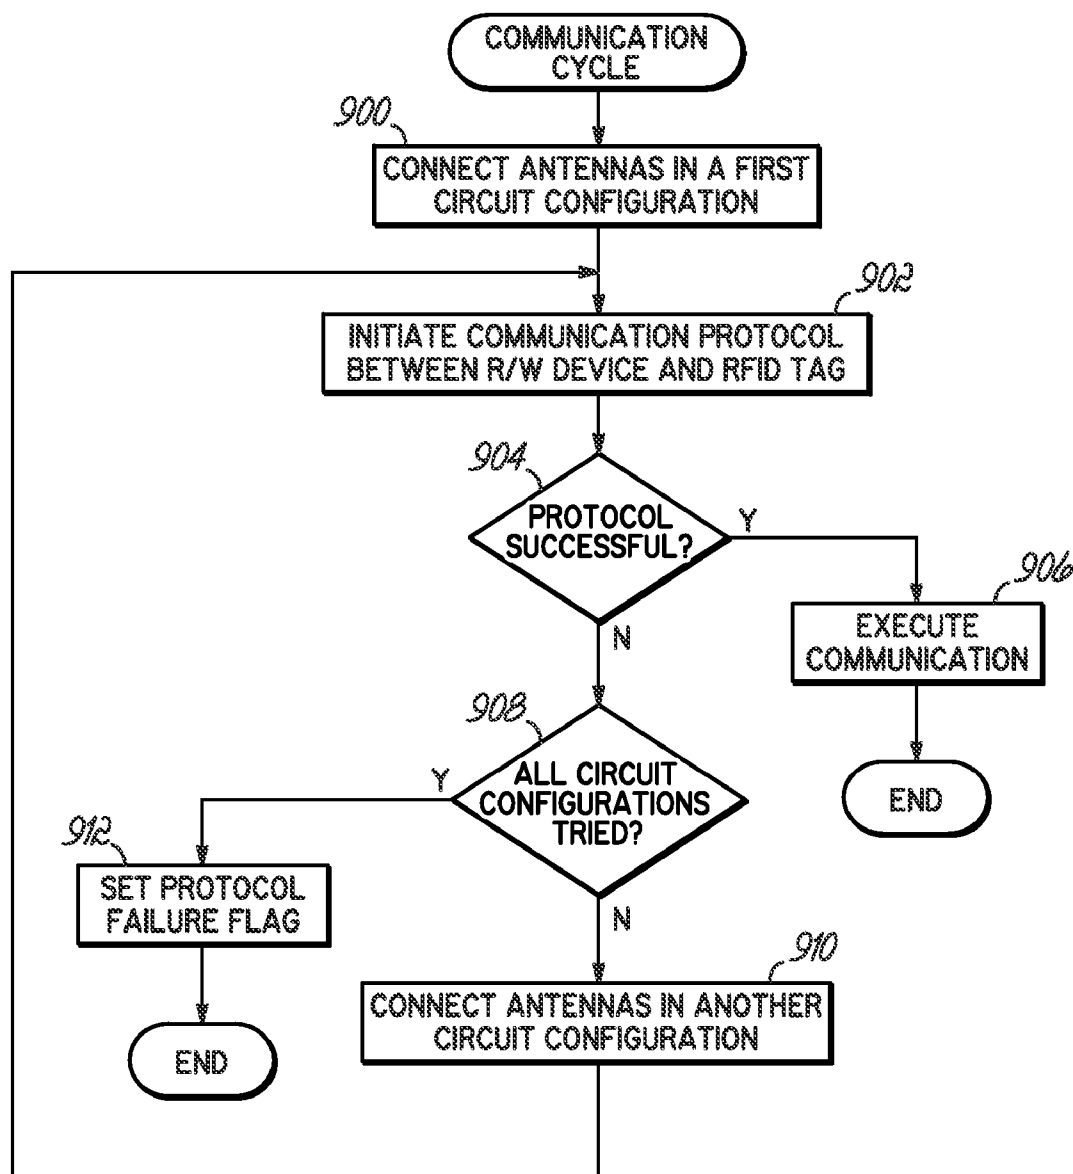 COMMUNICATION
CYCLE
900
CONNECT ANTENNAS IN A FIRST
CIRCUIT CONFIGURATION
902
INITIATE COMMUNICATION PROTOCOL
BETWEEN R/W DEVICE AND RFID TAG
904
PROTOCOL
SUCCESSFUL?
Y
N
906
EXECUTE
COMMUNICATION
END
908
ALL CIRCUIT
CONFIGURATIONS
TRIED?
Y
N
912
SET PROTOCOL
FAILURE FLAG
END
910
CONNECT ANTENNAS IN ANOTHER
CIRCUIT CONFIGURATION